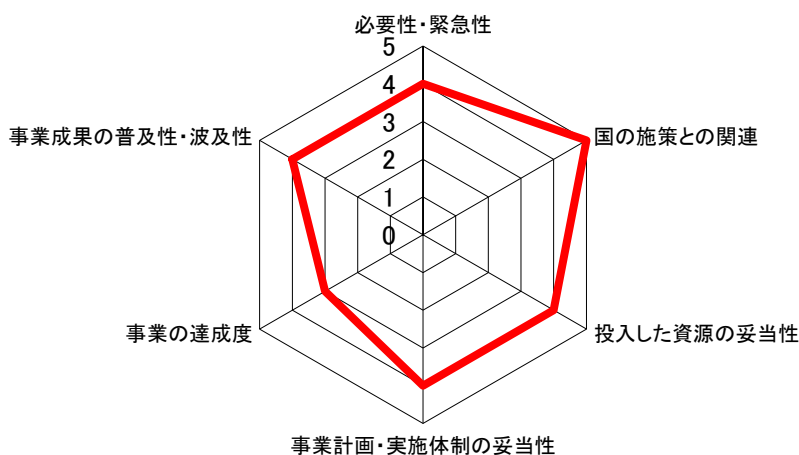 必要性・緊急性
5
4
3
2
1
0
国の施策との関連
投入した資源の妥当性
事業計画・実施体制の妥当性
事業の達成度
事業成果の普及性・波及性